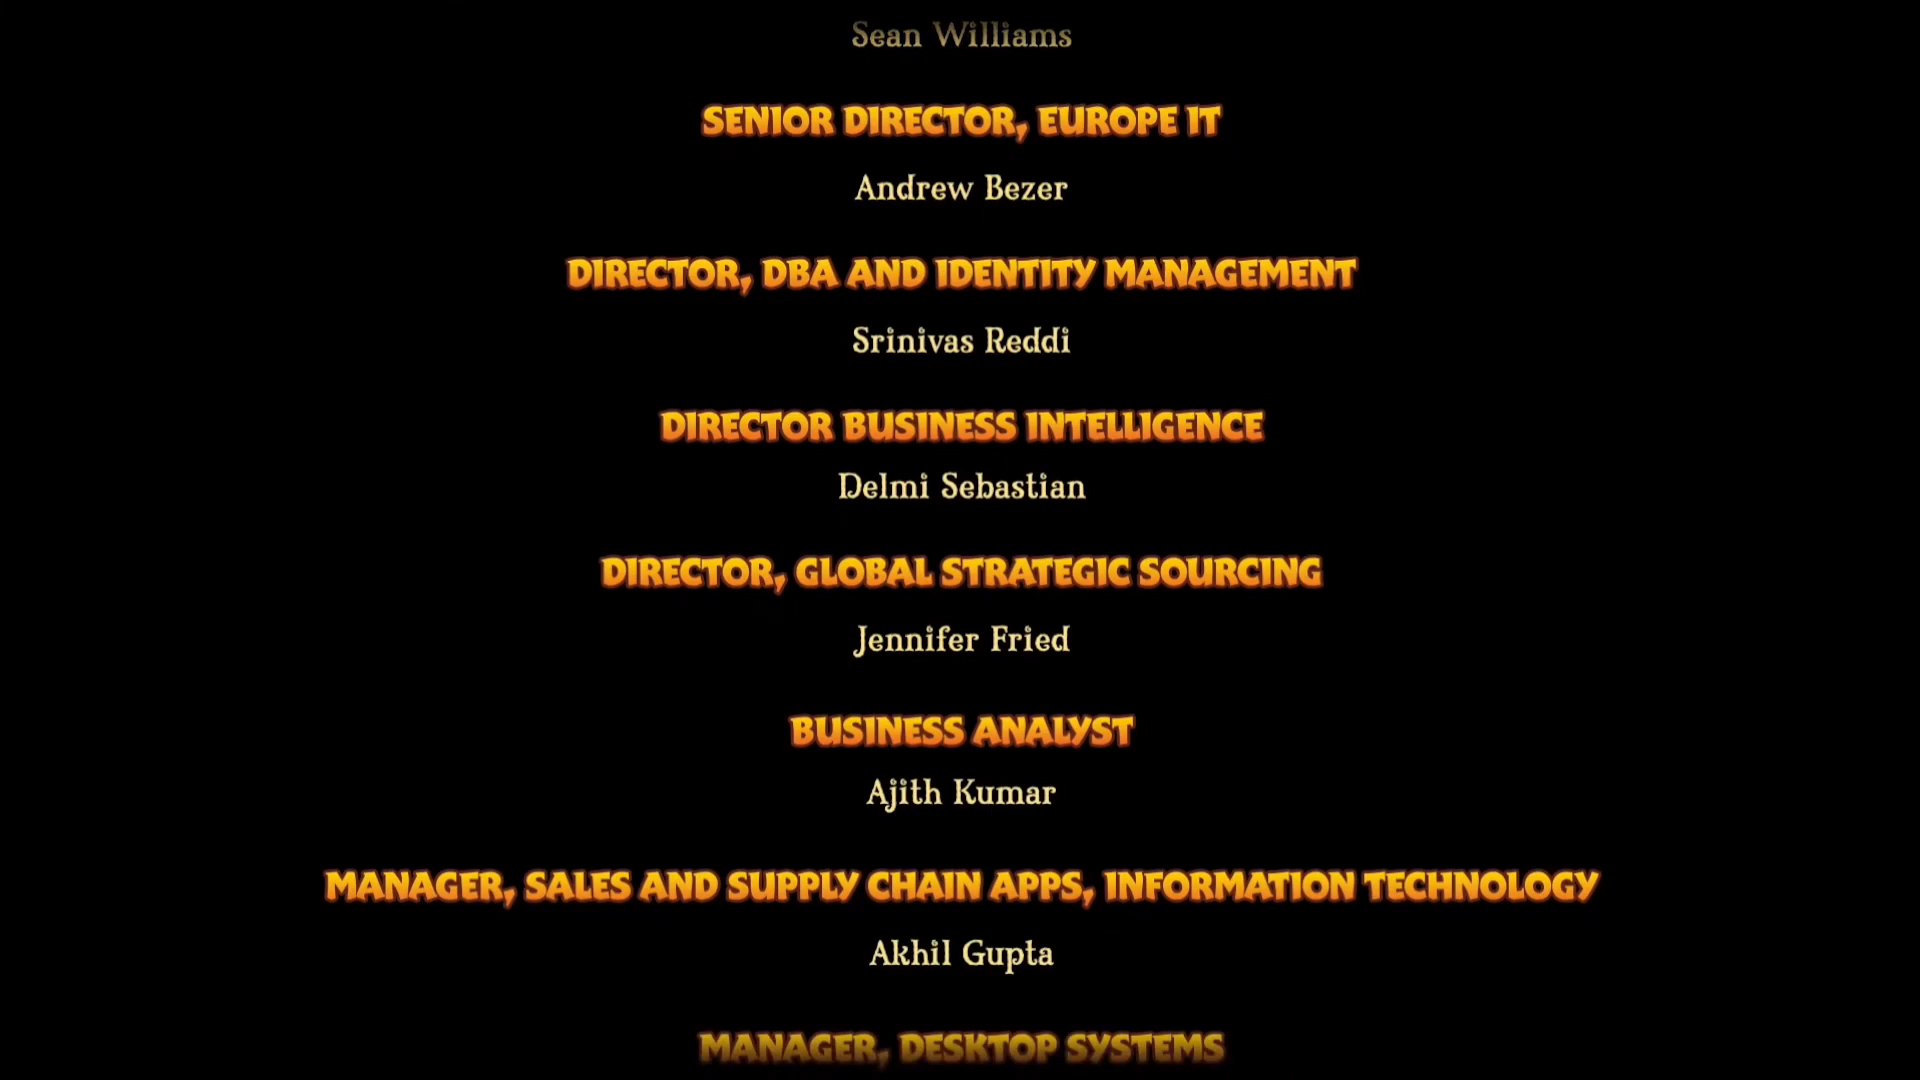 Sean Williams
SENIOR DIRECTOR, EUROPE IT
Andrew Bezer
DIRECTOR, DBA AND IDENTITY MANAGEMENT
Srinivas Reddi
DIRECTOR BUSINESS INTELLIGENCE
Delmi Sebastian
DIRECTOR, GLOBAL STRATEGIC SOURCING
Jennifer Fried
BUSINESS ANALYST
Ajith Kumar
MANAGER, SALES AND SUPPLY CHAIN APPS, INFORMATION TECHNOLOGY
Akhil Gupta
MANAGER, DESKTOP SYSTEMS